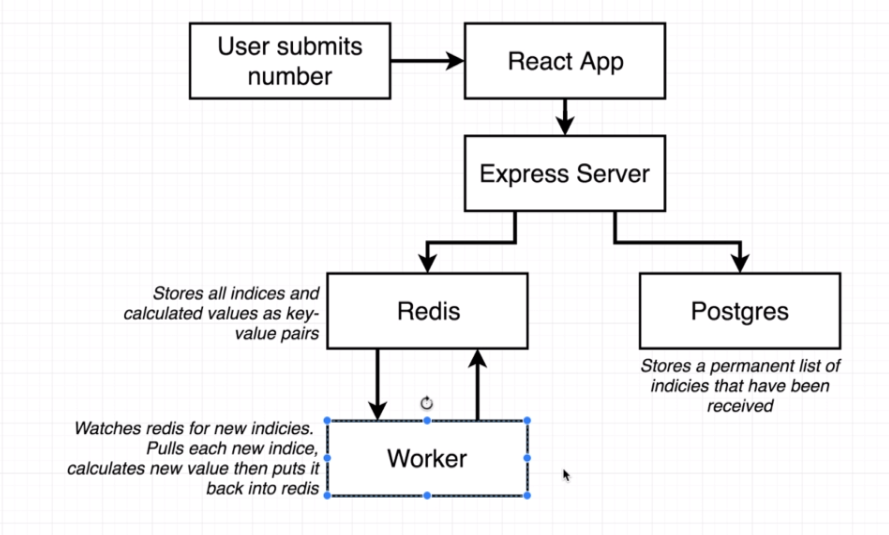 User submits
number
React App
Express Server
Stores all indices and
calculated values as key-
value pairs
Redis
Postgres
Stores a permanent list of
indicies that have been
received
Watches redis for new indicies.
Pulls each new indice,
calculates new value then puts it
back into redis
Worker